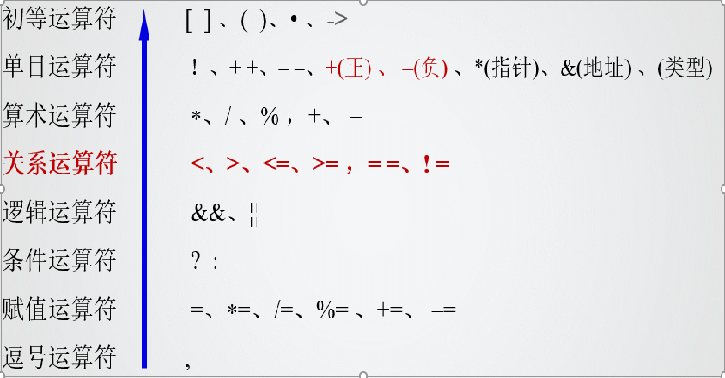 初等运算符 [ ] 、( )、• 、->
单目运算符 ! 、++、– –、+(正) 、–(负) 、*(指针)、&(地址) 、(类型)
算术运算符 *、/ 、% ，+、 –
关系运算符 <、>、<=、>= ，==、!=
逻辑运算符 &&、||
条件运算符 ? :
赋值运算符 =、*=、/=、%= 、+=、 –=
逗号运算符 ,